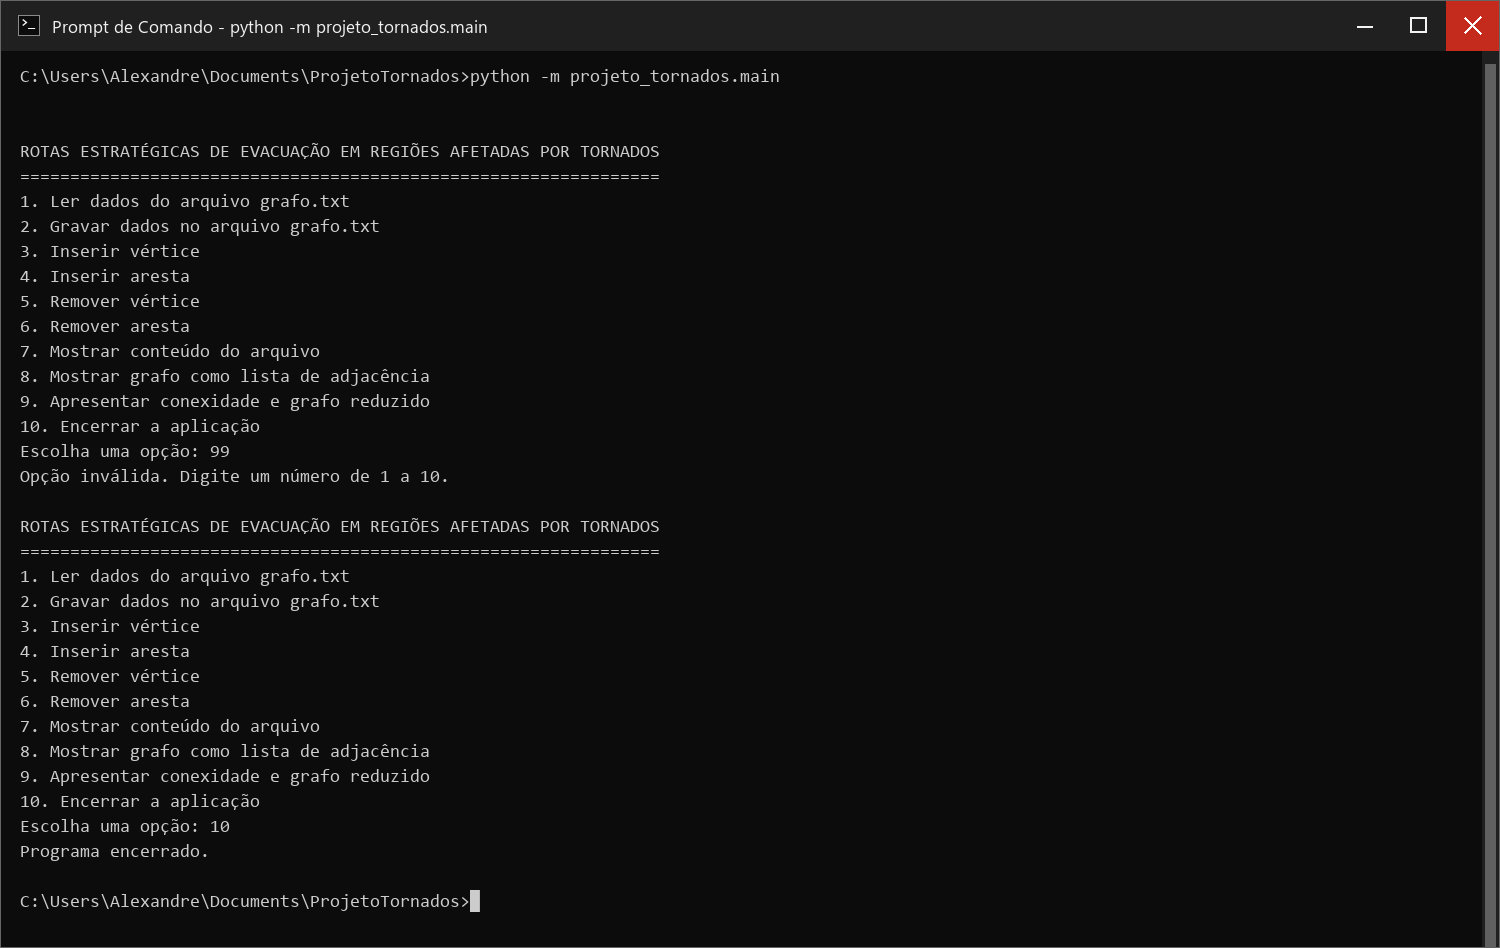 Prompt de Comando - python -m projeto_tornados.main
C:\Users\Alexandre\Documents\ProjetoTornados>python -m projeto_tornados.main
ROTAS ESTRATÉGICAS DE EVACUAÇÃO EM REGIÕES AFETADAS POR TORNADOS
================================================================
1. Ler dados do arquivo grafo.txt
2. Gravar dados no arquivo grafo.txt
3. Inserir vértice
4. Inserir aresta
5. Remover vértice
6. Remover aresta
7. Mostrar conteúdo do arquivo
8. Mostrar grafo como lista de adjacência
9. Apresentar conexidade e grafo reduzido
10. Encerrar a aplicação
Escolha uma opção: 99
Opção inválida. Digite um número de 1 a 10.
ROTAS ESTRATÉGICAS DE EVACUAÇÃO EM REGIÕES AFETADAS POR TORNADOS
================================================================
1. Ler dados do arquivo grafo.txt
2. Gravar dados no arquivo grafo.txt
3. Inserir vértice
4. Inserir aresta
5. Remover vértice
6. Remover aresta
7. Mostrar conteúdo do arquivo
8. Mostrar grafo como lista de adjacência
9. Apresentar conexidade e grafo reduzido
10. Encerrar a aplicação
Escolha uma opção: 10
Programa encerrado.
C:\Users\Alexandre\Documents\ProjetoTornados>